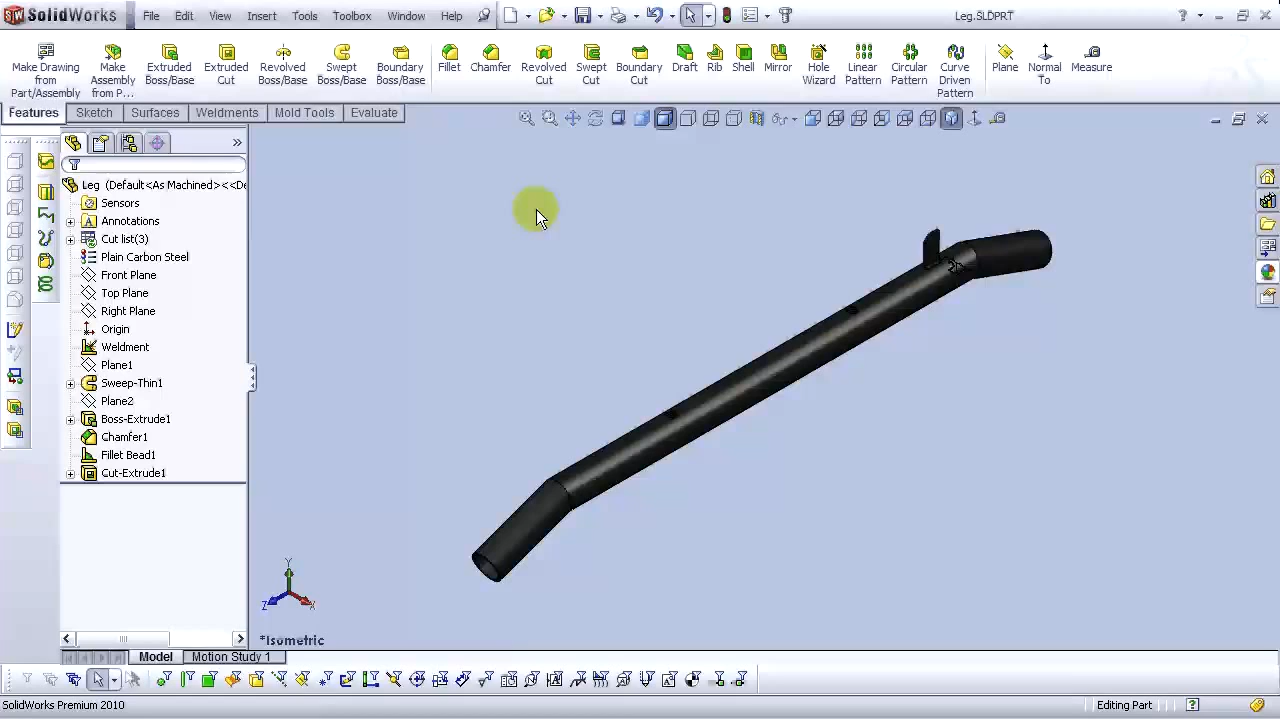 SolidWorks File Edit View Insert Tools Toolbox Window Help Leg.SLDPRT
Make Drawing from Part/Assembly
Make Assembly from P...
Extruded Boss/Base
Extruded Cut
Revolved Boss/Base
Swept Boss/Base
Boundary Boss/Base
Fillet
Chamfer
Revolved Cut
Swept Cut
Boundary Cut
Draft
Rib
Shell
Mirror
Hole Wizard
Linear Pattern
Circular Pattern
Curve Driven Pattern
Plane
Normal To
Measure
Features Sketch Surfaces Weldments Mold Tools Evaluate
Leg (Default<As Machined><<De
Sensors
Annotations
Cut list(3)
Plain Carbon Steel
Front Plane
Top Plane
Right Plane
Origin
Weldment
Plane1
Sweep-Thin1
Plane2
Boss-Extrude1
Chamfer1
Fillet Bead1
Cut-Extrude1
Y
Z
X
*Isometric
Model Motion Study 1
SolidWorks Premium 2010 Editing Part